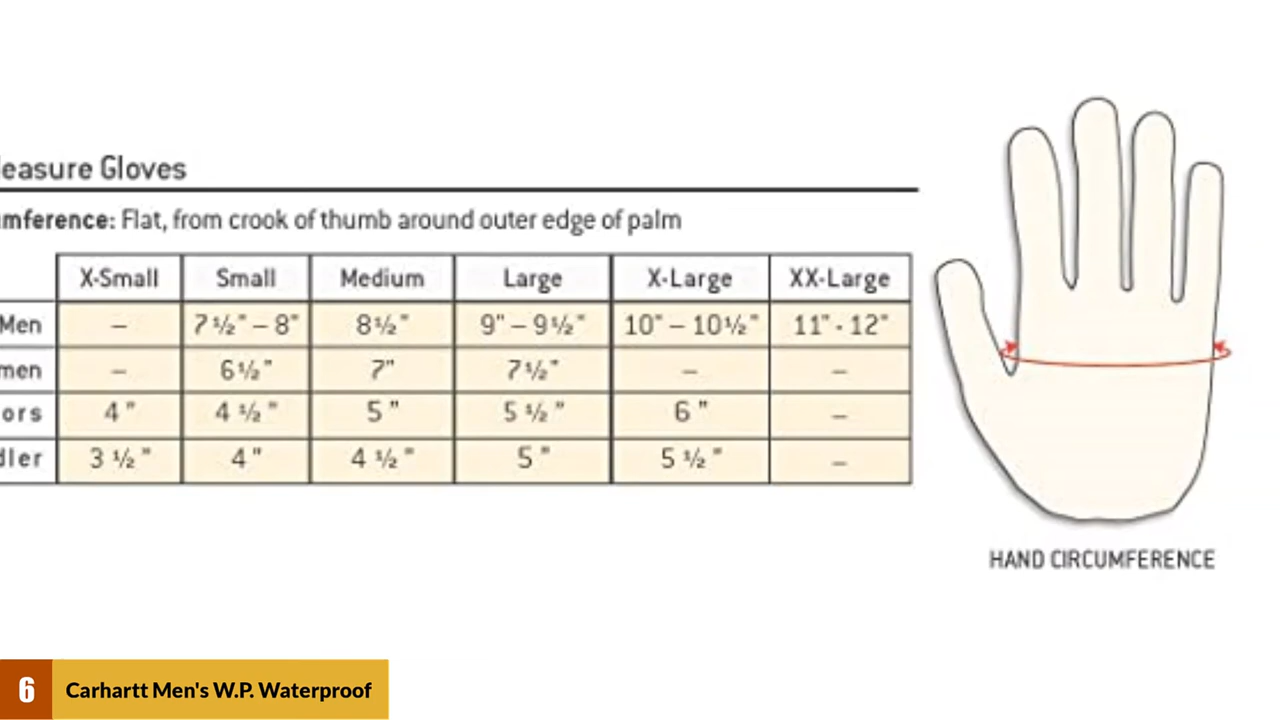 easure Gloves
mference: Flat, from crook of thumb around outer edge of palm
X-Small Small Medium Large X-Large XX-Large
Men – 7 ½" – 8" 8 ½" 9" – 9 ½" 10" – 10 ½" 11" - 12"
men – 6 ½" 7" 7 ½" – –
ors 4" 4 ½" 5" 5 ½" 6" –
dler 3 ½" 4" 4 ½" 5" 5 ½" –
HAND CIRCUMFERENCE
6 Carhartt Men's W.P. Waterproof